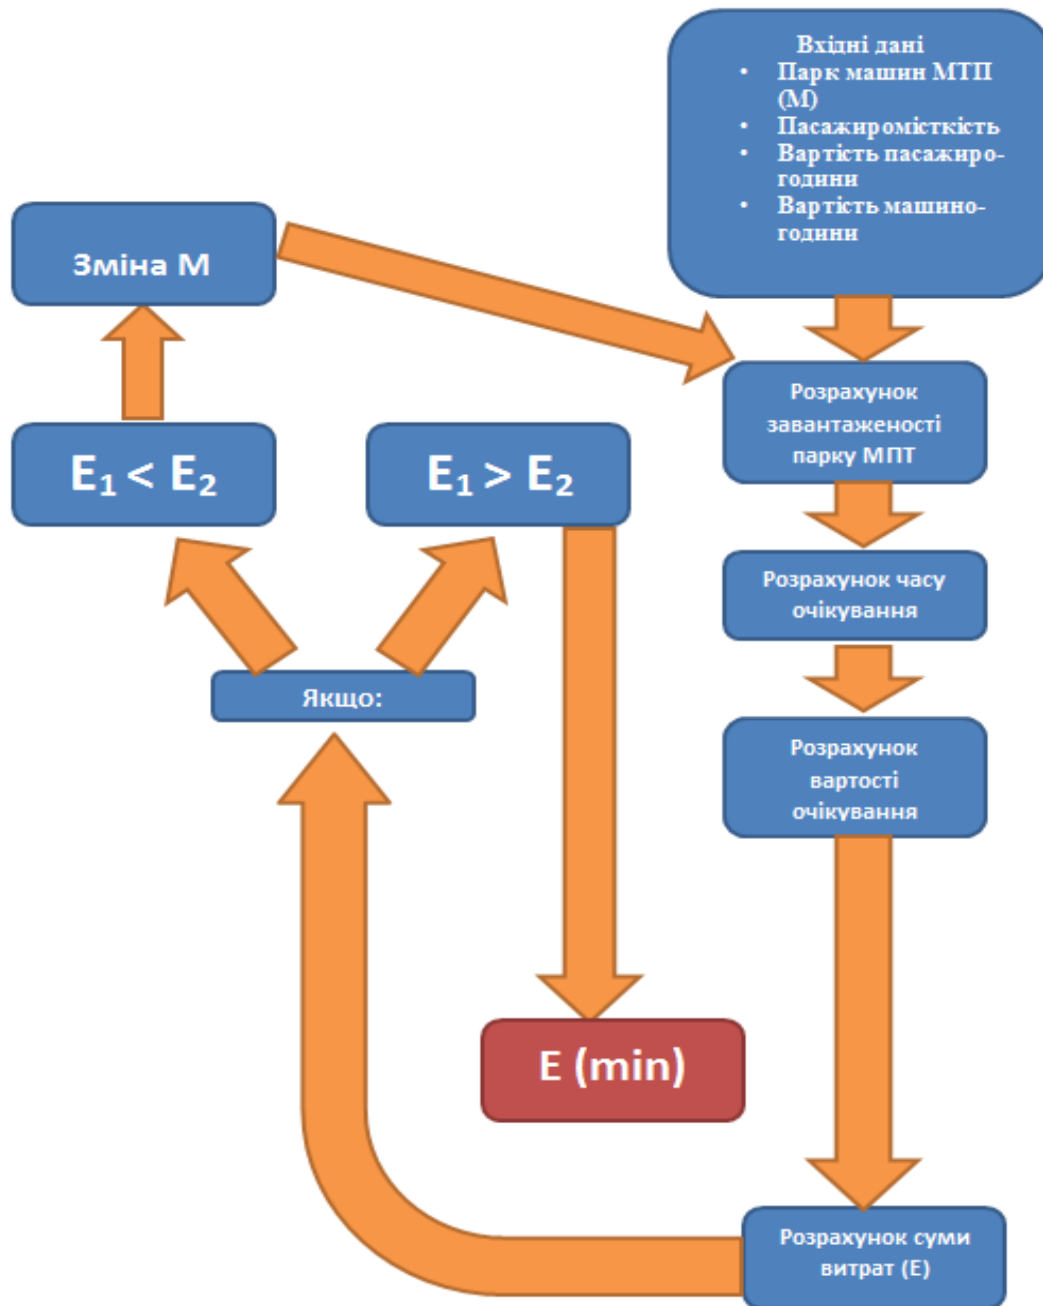 Вхідні дані
• Парк машин МТП
(М)
• Пасажиромісткість
• Вартість пасажиро-
години
• Вартість машино-
години
Зміна М
Розрахунок
завантаженості
парку МПТ
E₁ < E₂
E₁ > E₂
Розрахунок часу
очікування
Якщо:
Розрахунок
вартості
очікування
E (min)
Розрахунок суми
витрат (Е)